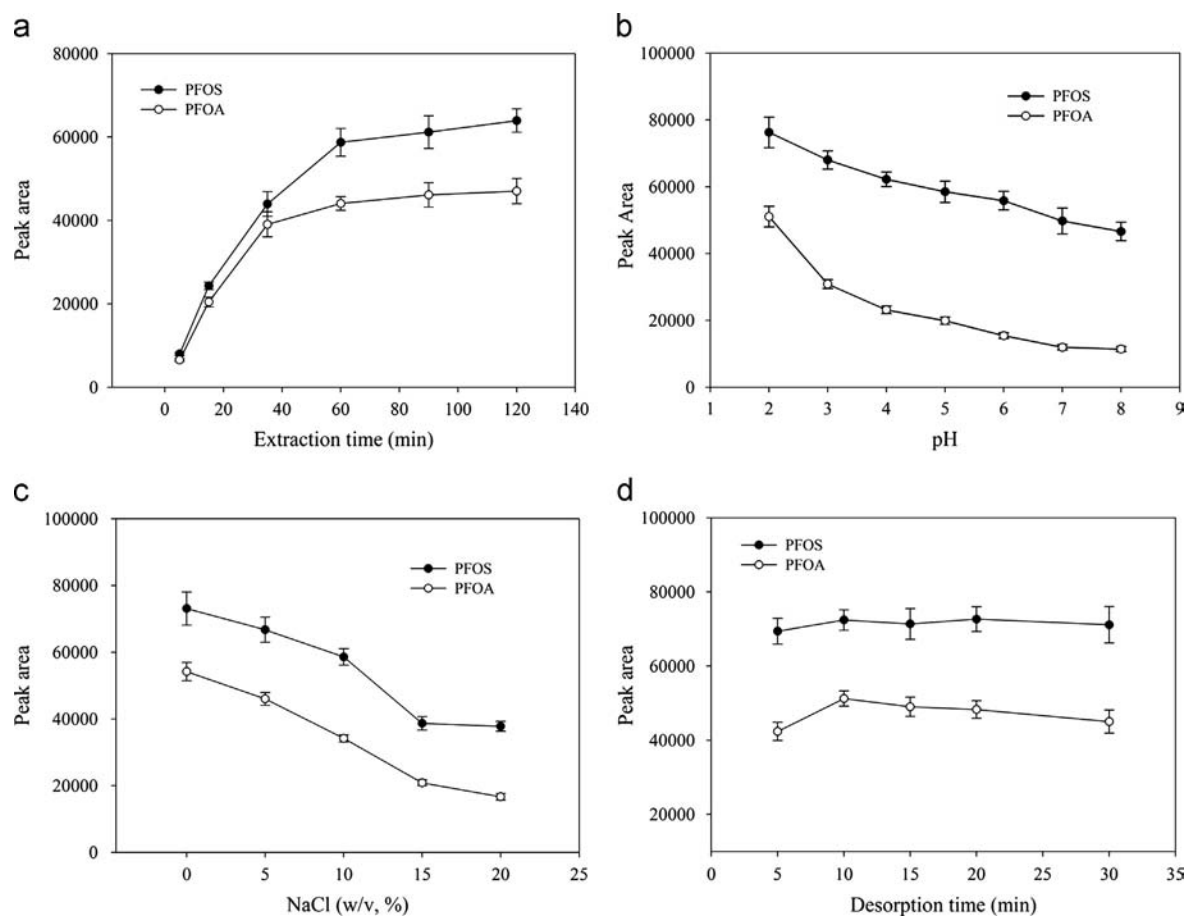 a
80000
60000
40000
20000
0
Peak area
PFOS
PFOA
0 20 40 60 80 100 120 140
Extraction time (min)
b
100000
80000
60000
40000
20000
0
Peak Area
PFOS
PFOA
1 2 3 4 5 6 7 8 9
pH
c
100000
80000
60000
40000
20000
0
Peak area
PFOS
PFOA
0 5 10 15 20 25
NaCl (w/v, %)
d
100000
80000
60000
40000
20000
Peak area
PFOS
PFOA
0 5 10 15 20 25 30 35
Desorption time (min)